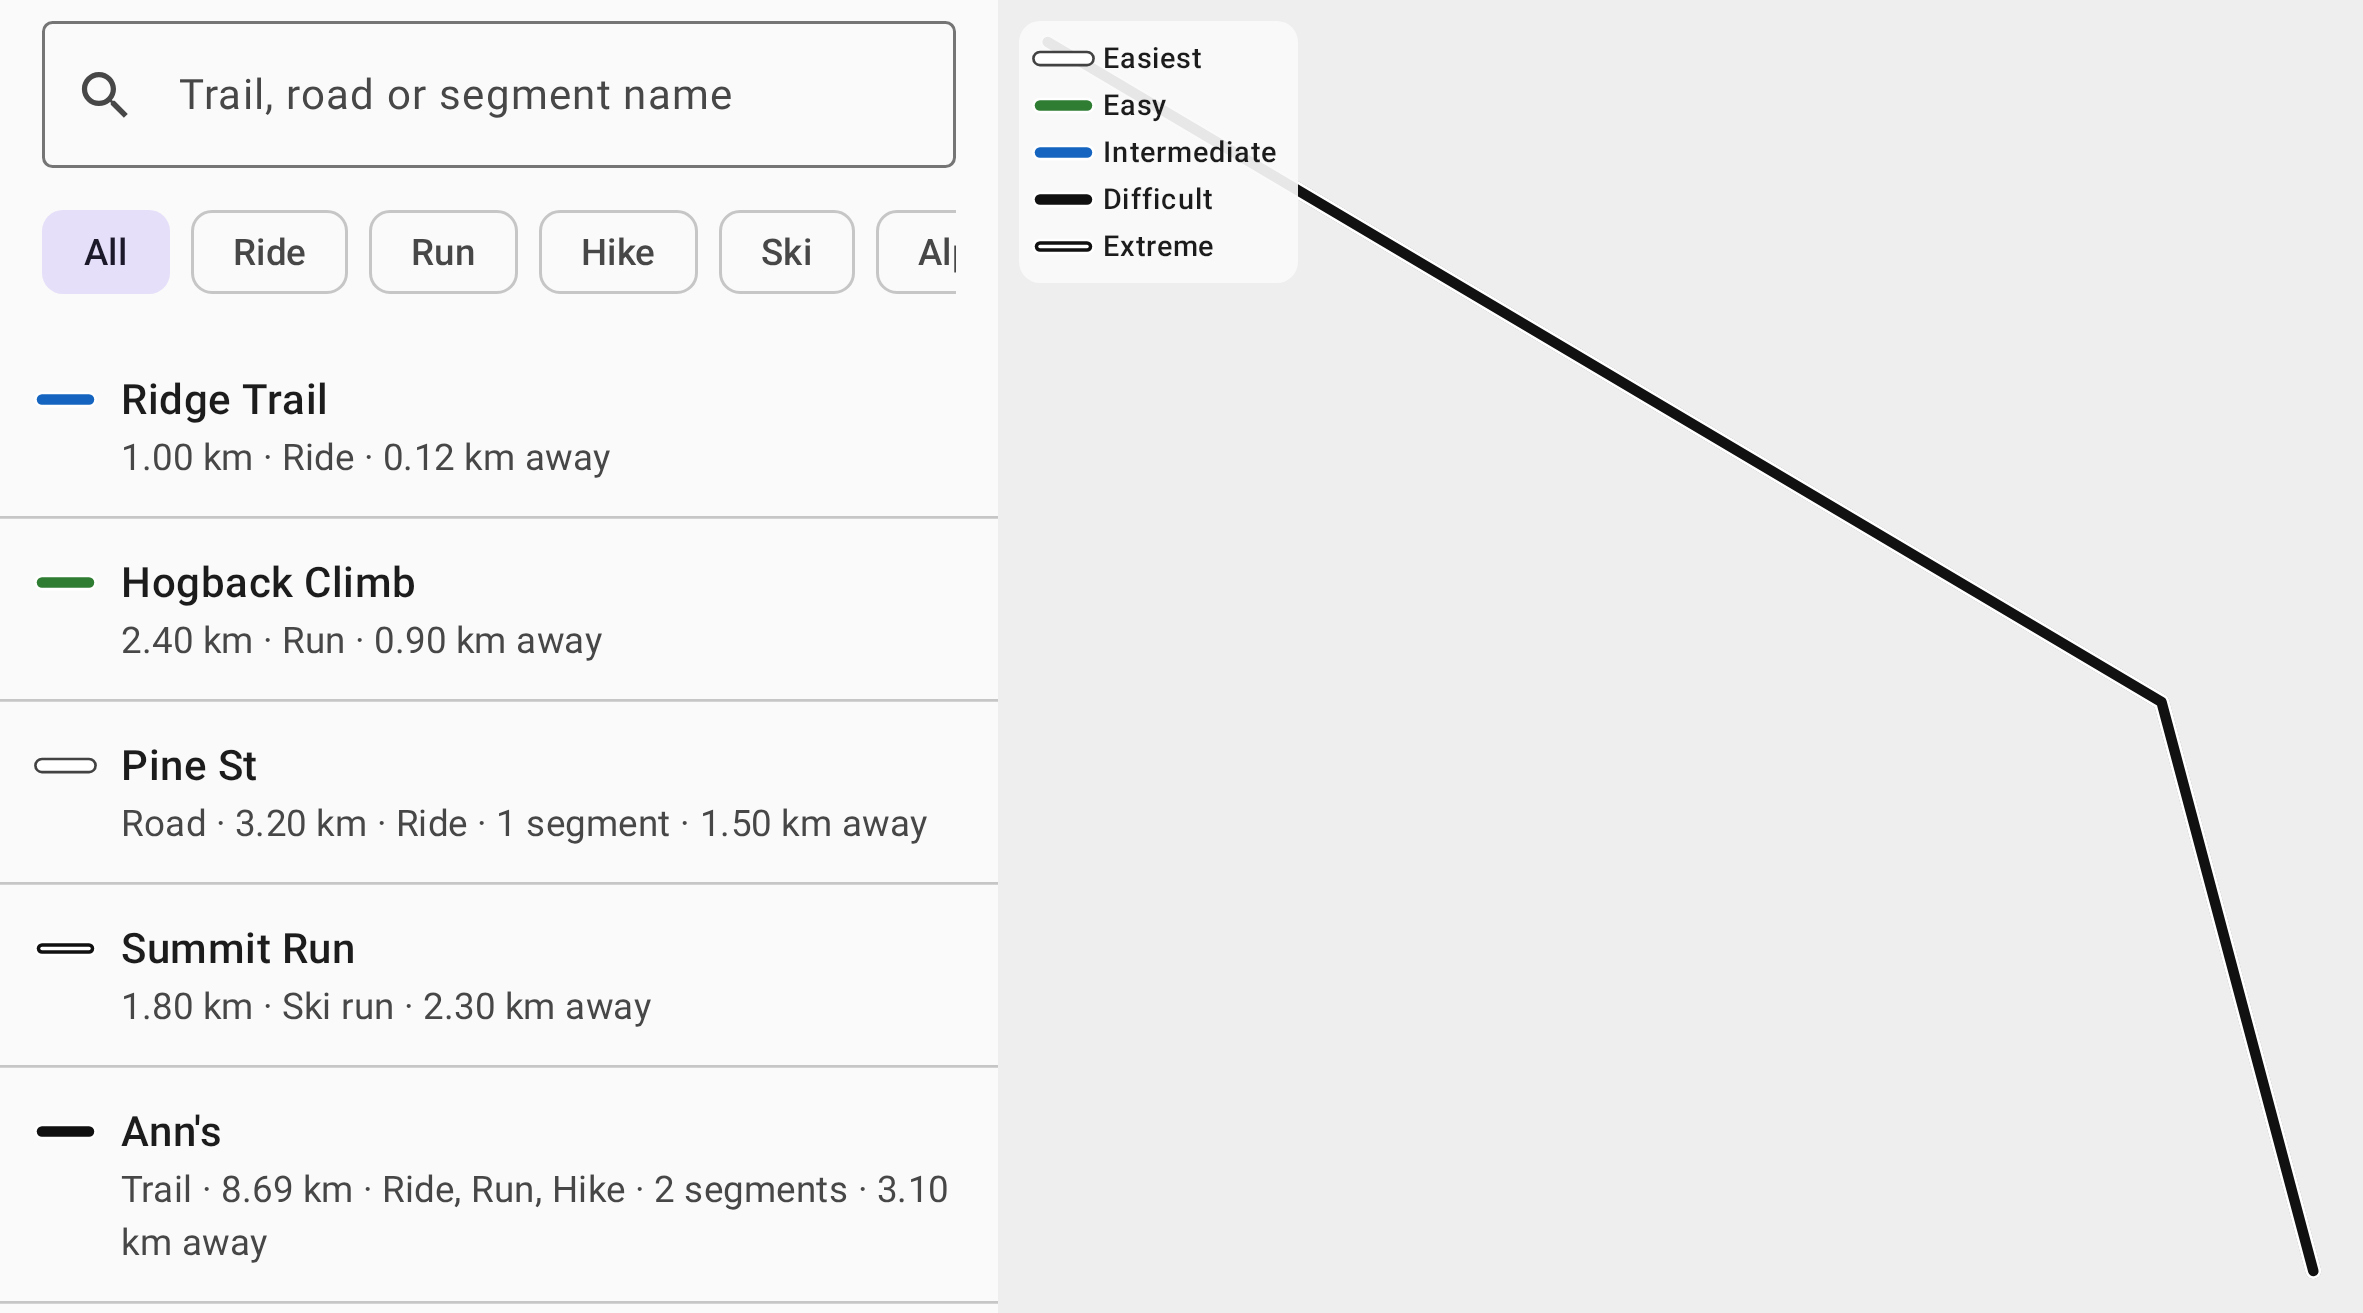 Trail, road or segment name
All
Ride
Run
Hike
Ski
Ridge Trail
1.00 km · Ride · 0.12 km away
Hogback Climb
2.40 km · Run · 0.90 km away
Pine St
Road · 3.20 km · Ride · 1 segment · 1.50 km away
Summit Run
1.80 km · Ski run · 2.30 km away
Ann's
Trail · 8.69 km · Ride, Run, Hike · 2 segments · 3.10
km away
Easiest
Easy
Intermediate
Difficult
Extreme